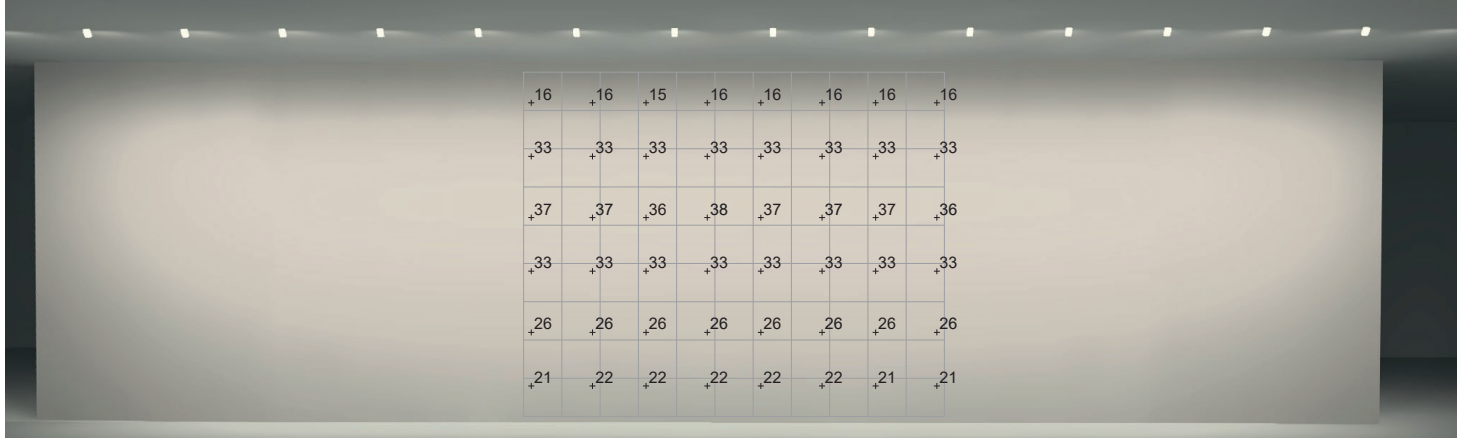 16 16 15 16 16 16 16 16
33 33 33 33 33 33 33 33
37 37 36 38 37 37 37 36
33 33 33 33 33 33 33 33
26 26 26 26 26 26 26 26
21 22 22 22 22 22 21 21